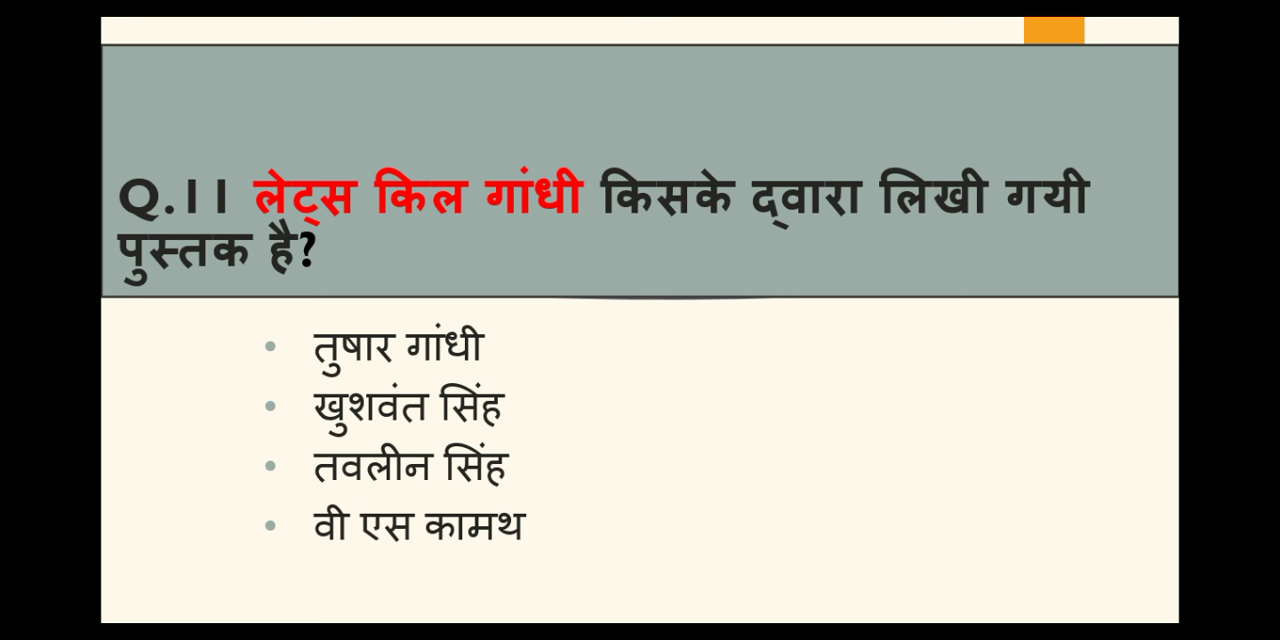 Q.11 लेट्स किल गांधी किसके द्वारा लिखी गयी
पुस्तक है?
• तुषार गांधी
• खुशवंत सिंह
• तवलीन सिंह
• वी एस कामथ